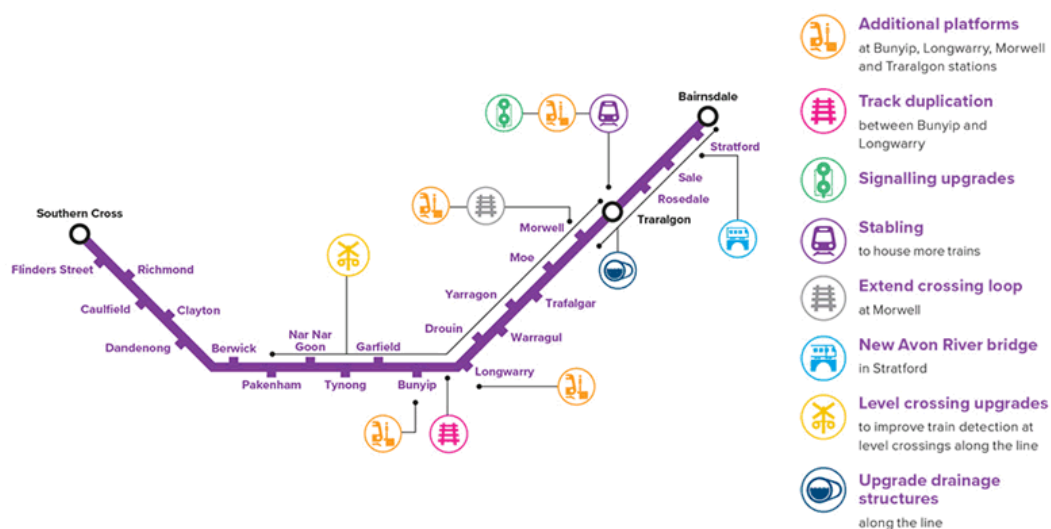 Bairnsdale
Stratford
Sale
Rosedale
Southern Cross
Morwell
Traralgon
Flinders Street
Richmond
Moe
Yarragon
Trafalgar
Caulfield
Clayton
Drouin
Warragul
Dandenong
Berwick
Nar Nar
Goon
Garfield
Longwarry
Pakenham
Tynong
Bunyip
Additional platforms
at Bunyip, Longwarry, Morwell
and Traralgon stations
Track duplication
between Bunyip and
Longwarry
Signalling upgrades
Stabling
to house more trains
Extend crossing loop
at Morwell
New Avon River bridge
in Stratford
Level crossing upgrades
to improve train detection at
level crossings along the line
Upgrade drainage
structures
along the line